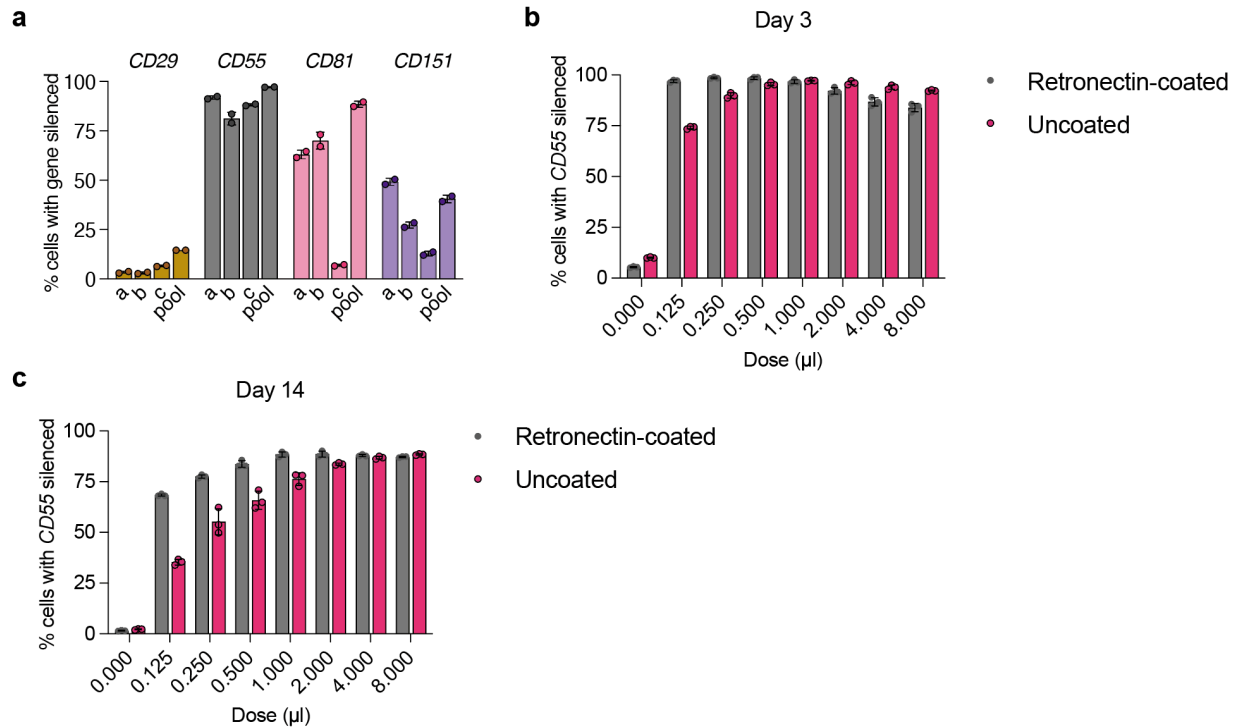 a
CD29 CD55 CD81 CD151
% cells with gene silenced
100
75
50
25
0
a b c pool a b c pool a b c pool a b c pool
b
Day 3
% cells with CD55 silenced
100
75
50
25
0
0.000 0.125 0.250 0.500 1.000 2.000 4.000 8.000
Dose (µl)
Retronectin-coated
Uncoated
c
Day 14
% cells with CD55 silenced
100
75
50
25
0
0.000 0.125 0.250 0.500 1.000 2.000 4.000 8.000
Dose (µl)
Retronectin-coated
Uncoated